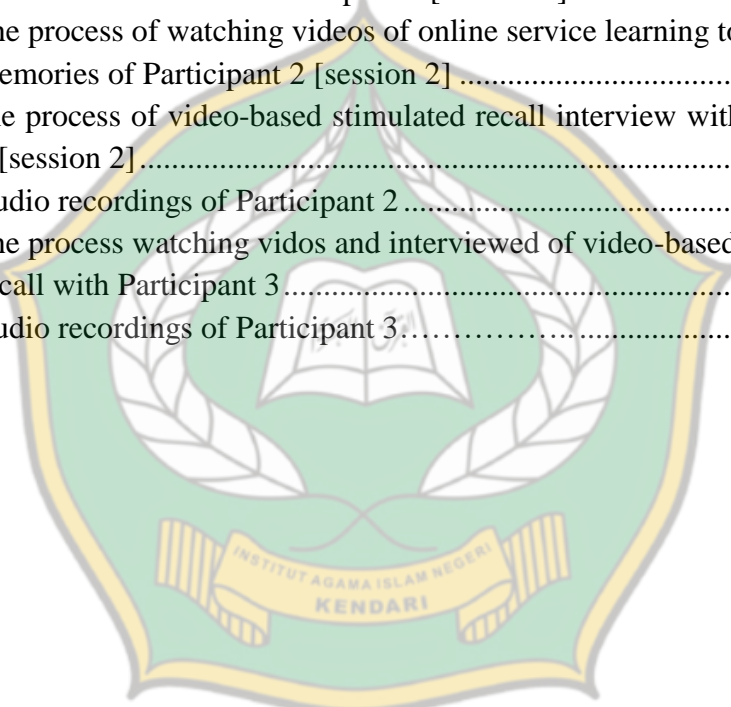 he process of watching videos of online service learning to
emories of Participant 2 [session 2] ........................................
e process of video-based stimulated recall interview with
[session 2]........................................................................................
udio recordings of Participant 2 ..................................................
he process watching vidos and interviewed of video-based
call with Participant 3....................................................................
udio recordings of Participant 3..................................................
INSTITUT AGAMA ISLAM NEGERI
KENDARI